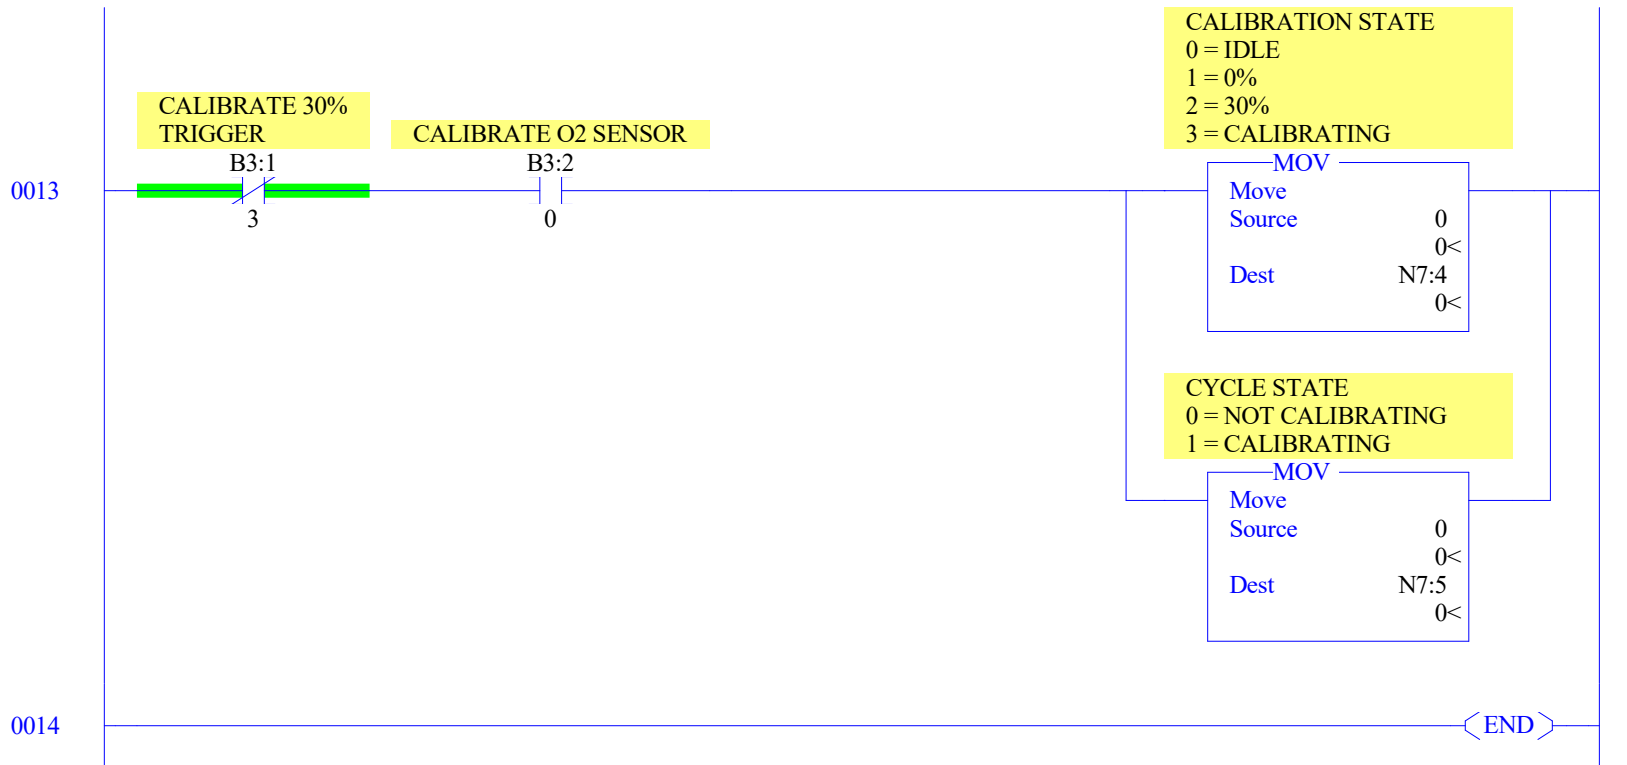 CALIBRATION STATE
0 = IDLE
1 = 0%
2 = 30%
3 = CALIBRATING
CALIBRATE 30%
TRIGGER
CALIBRATE O2 SENSOR
B3:1
B3:2
MOV
0013
3
0
Move
Source 0
0<
Dest N7:4
0<
CYCLE STATE
0 = NOT CALIBRATING
1 = CALIBRATING
MOV
Move
Source 0
0<
Dest N7:5
0<
0014
END